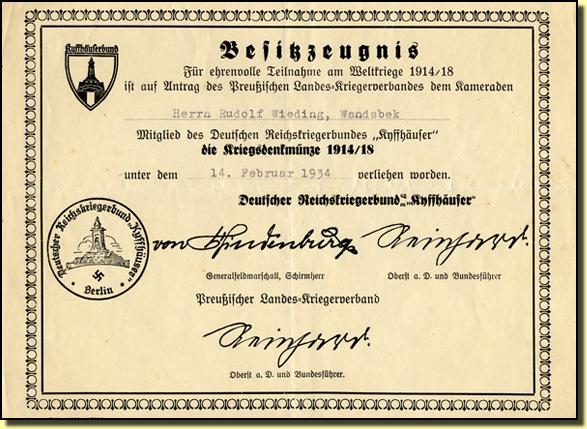 Kyffhäuserbund
Besitzzeugnis
Für ehrenvolle Teilnahme am Weltkriege 1914/18
ist auf Antrag des Preußischen Landes-Kriegerverbandes dem Kameraden
Herrn Rudolf Wieding, Wandsbek
Mitglied des Deutschen Reichskriegerbundes „Kyffhäuser“
die Kriegsdenkmünze 1914/18
unter dem 14. Februar 1934 verliehen worden.
Deutscher Reichskriegerbund „Kyffhäuser“
Deutscher Reichskriegerbund „Kyffhäuser“
Berlin
von Hindenburg Reinhard.
Generalfeldmarschall, Schirmherr Oberst a. D. und Bundesführer
Preußischer Landes-Kriegerverband
Reinhard.
Oberst a. D. und Bundesführer.